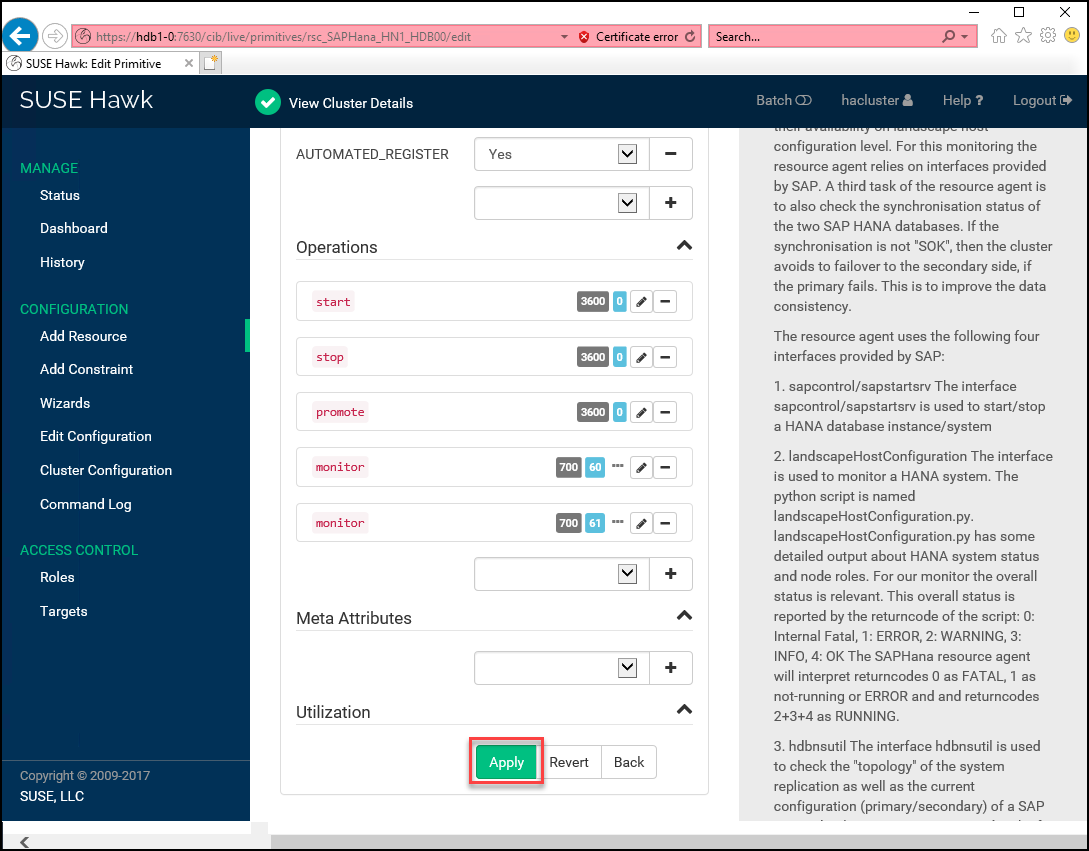 https://hdb1-0:7630/cib/live/primitives/rsc_SAPHana_HN1_HDB00/edit
Certificate error
Search...
SUSE Hawk: Edit Primitive
SUSE Hawk
View Cluster Details
Batch
hacluster
Help ?
Logout
MANAGE
Status
Dashboard
History
CONFIGURATION
Add Resource
Add Constraint
Wizards
Edit Configuration
Cluster Configuration
Command Log
ACCESS CONTROL
Roles
Targets
Copyright © 2009-2017
SUSE, LLC
AUTOMATED_REGISTER
Yes
Operations
start
3600 0
stop
3600 0
promote
3600 0
monitor
700 60 ...
monitor
700 61 ...
Meta Attributes
Utilization
Apply
Revert
Back
their availability on landscape host
configuration level. For this monitoring the
resource agent relies on interfaces provided
by SAP. A third task of the resource agent is
to also check the synchronisation status of
the two SAP HANA databases. If the
synchronisation is not "SOK", then the cluster
avoids to failover to the secondary side, if
the primary fails. This is to improve the data
consistency.
The resource agent uses the following four
interfaces provided by SAP:
1. sapcontrol/sapstartsrv The interface
sapcontrol/sapstartsrv is used to start/stop
a HANA database instance/system
2. landscapeHostConfiguration The interface
is used to monitor a HANA system. The
python script is named
landscapeHostConfiguration.py.
landscapeHostConfiguration.py has some
detailed output about HANA system status
and node roles. For our monitor the overall
status is relevant. This overall status is
reported by the returncode of the script: 0:
Internal Fatal, 1: ERROR, 2: WARNING, 3:
INFO, 4: OK The SAPHana resource agent
will interpret returncodes 0 as FATAL, 1 as
not-running or ERROR and and returncodes
2+3+4 as RUNNING.
3. hdbnsutil The interface hdbnsutil is used
to check the "topology" of the system
replication as well as the current
configuration (primary/secondary) of a SAP